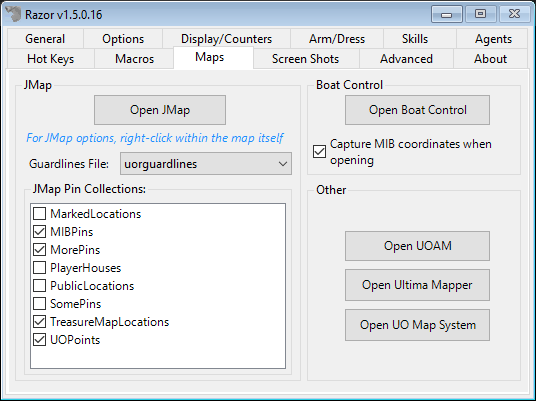 Razor v1.5.0.16
General Options Display/Counters Arm/Dress Skills Agents
Hot Keys Macros Maps Screen Shots Advanced About
JMap
Open JMap
For JMap options, right-click within the map itself
Guardlines File: uorguardlines
JMap Pin Collections:
MarkedLocations
MIBPins
MorePins
PlayerHouses
PublicLocations
SomePins
TreasureMapLocations
UOPoints
Boat Control
Open Boat Control
Capture MIB coordinates when
opening
Other
Open UOAM
Open Ultima Mapper
Open UO Map System